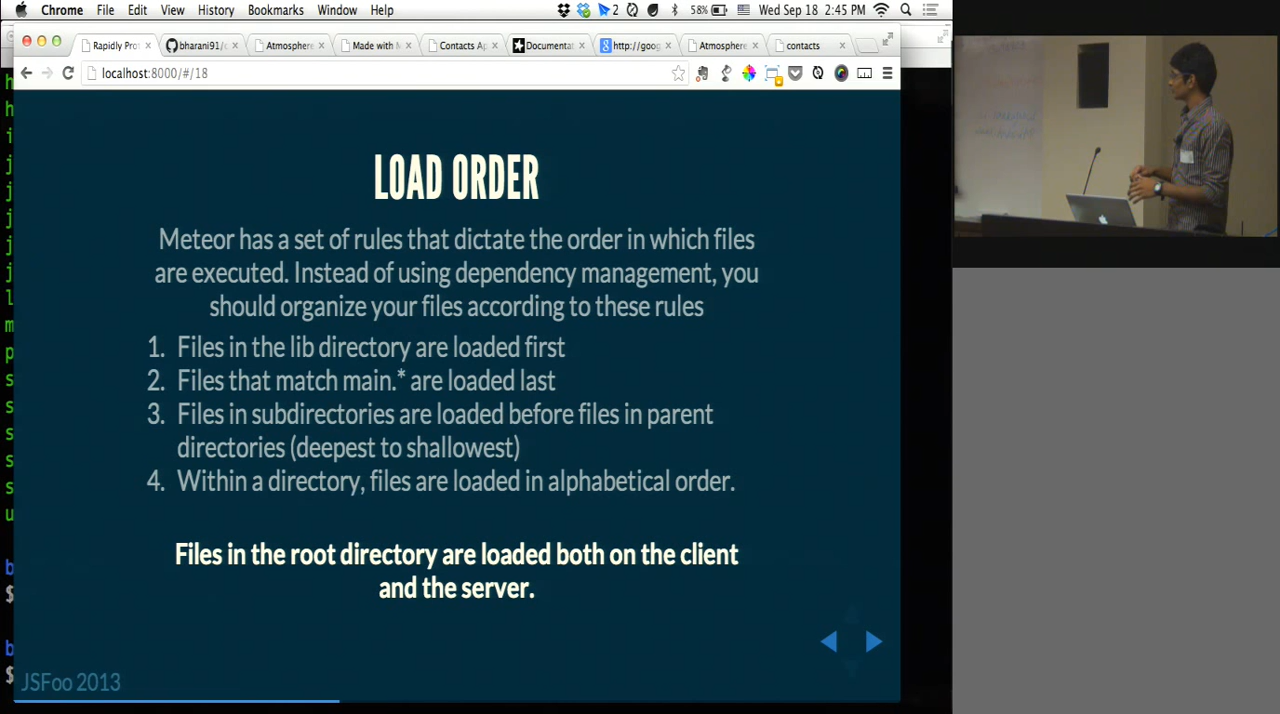 Chrome File Edit View History Bookmarks Window Help 2 58% Wed Sep 18 2:45 PM
Rapidly Pro bharani91/c Atmosphere Made with M Contacts Ap Documentat http://goog Atmosphere contacts
localhost:8000/#/18
LOAD ORDER
Meteor has a set of rules that dictate the order in which files
are executed. Instead of using dependency management, you
should organize your files according to these rules
1. Files in the lib directory are loaded first
2. Files that match main.* are loaded last
3. Files in subdirectories are loaded before files in parent
directories (deepest to shallowest)
4. Within a directory, files are loaded in alphabetical order.
Files in the root directory are loaded both on the client
and the server.
JSFoo 2013